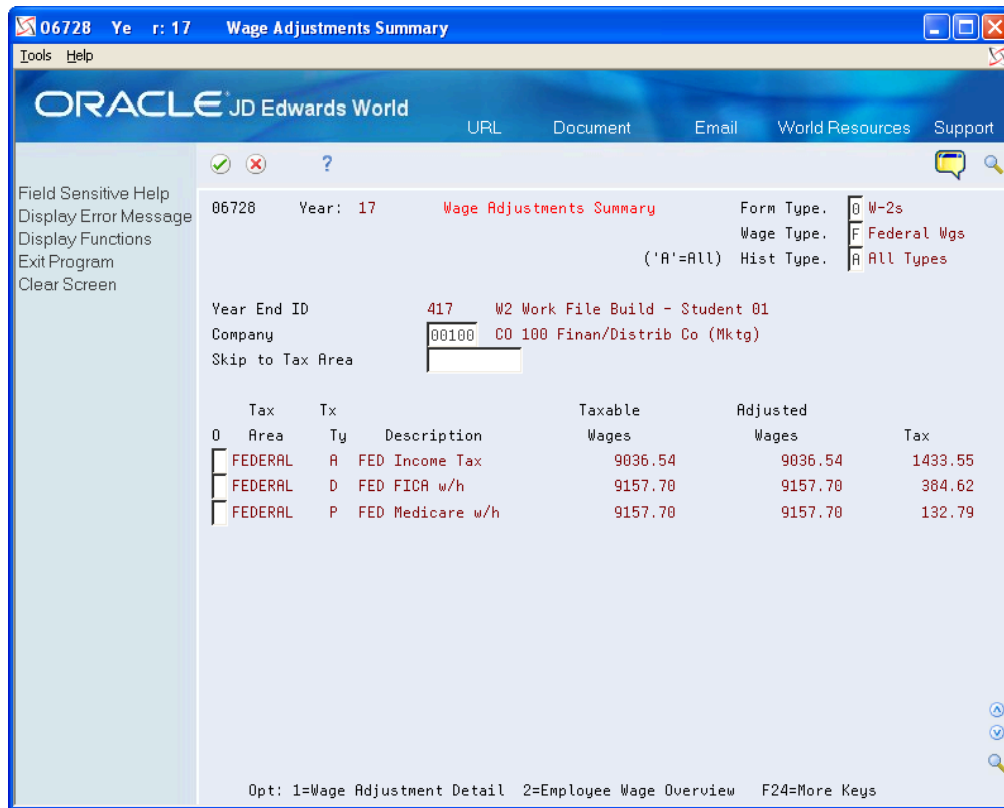 06728 Ye r: 17 Wage Adjustments Summary
Tools Help
ORACLE JD Edwards World
URL Document Email World Resources Support
?
Field Sensitive Help
Display Error Message
Display Functions
Exit Program
Clear Screen
06728 Year: 17 Wage Adjustments Summary Form Type. 0 W-2s
Wage Type. F Federal Wgs
('A'=All) Hist Type. A All Types
Year End ID 417 W2 Work File Build - Student 01
Company 00100 CO 100 Finan/Distrib Co (Mktg)
Skip to Tax Area
Tax Tx Taxable Adjusted
O Area Ty Description Wages Wages Tax
FEDERAL A FED Income Tax 9036.54 9036.54 1433.55
FEDERAL D FED FICA w/h 9157.70 9157.70 384.62
FEDERAL P FED Medicare w/h 9157.70 9157.70 132.79
Opt: 1=Wage Adjustment Detail 2=Employee Wage Overview F24=More Keys